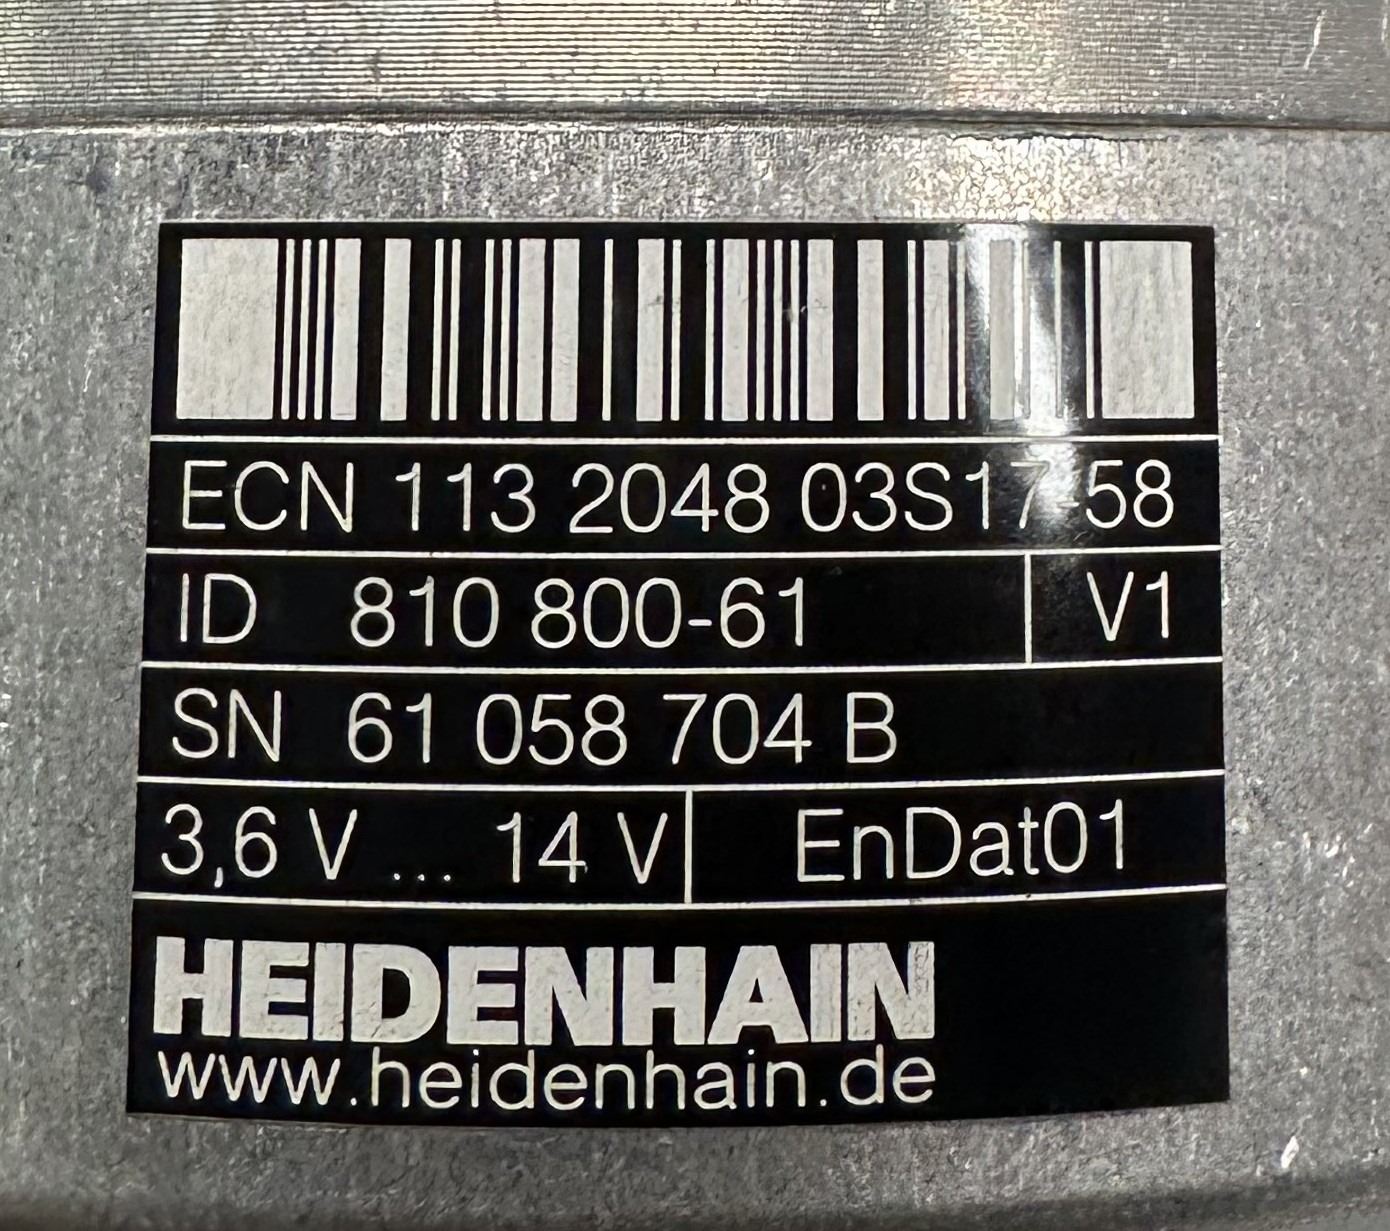 ECN 113 2048 03S17-58
ID 810 800-61 V1
SN 61 058 704 B
3,6 V ... 14 V EnDat01
HEIDENHAIN
www.heidenhain.de